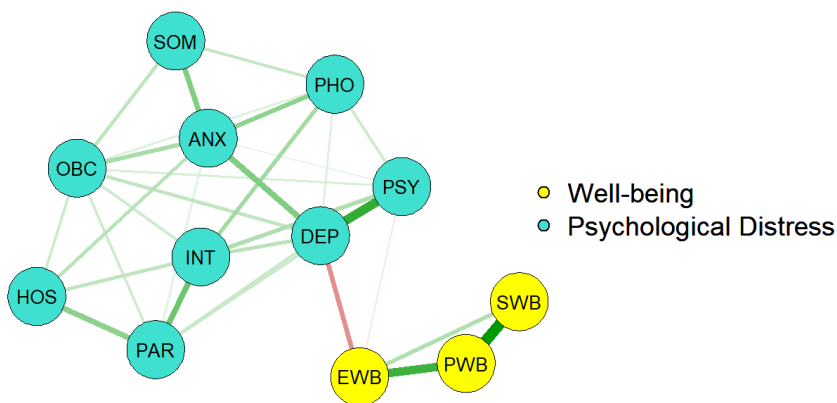 SOM
PHO
ANX
OBC
PSY
DEP
INT
HOS
PAR
EWB
PWB
SWB
Well-being
Psychological Distress